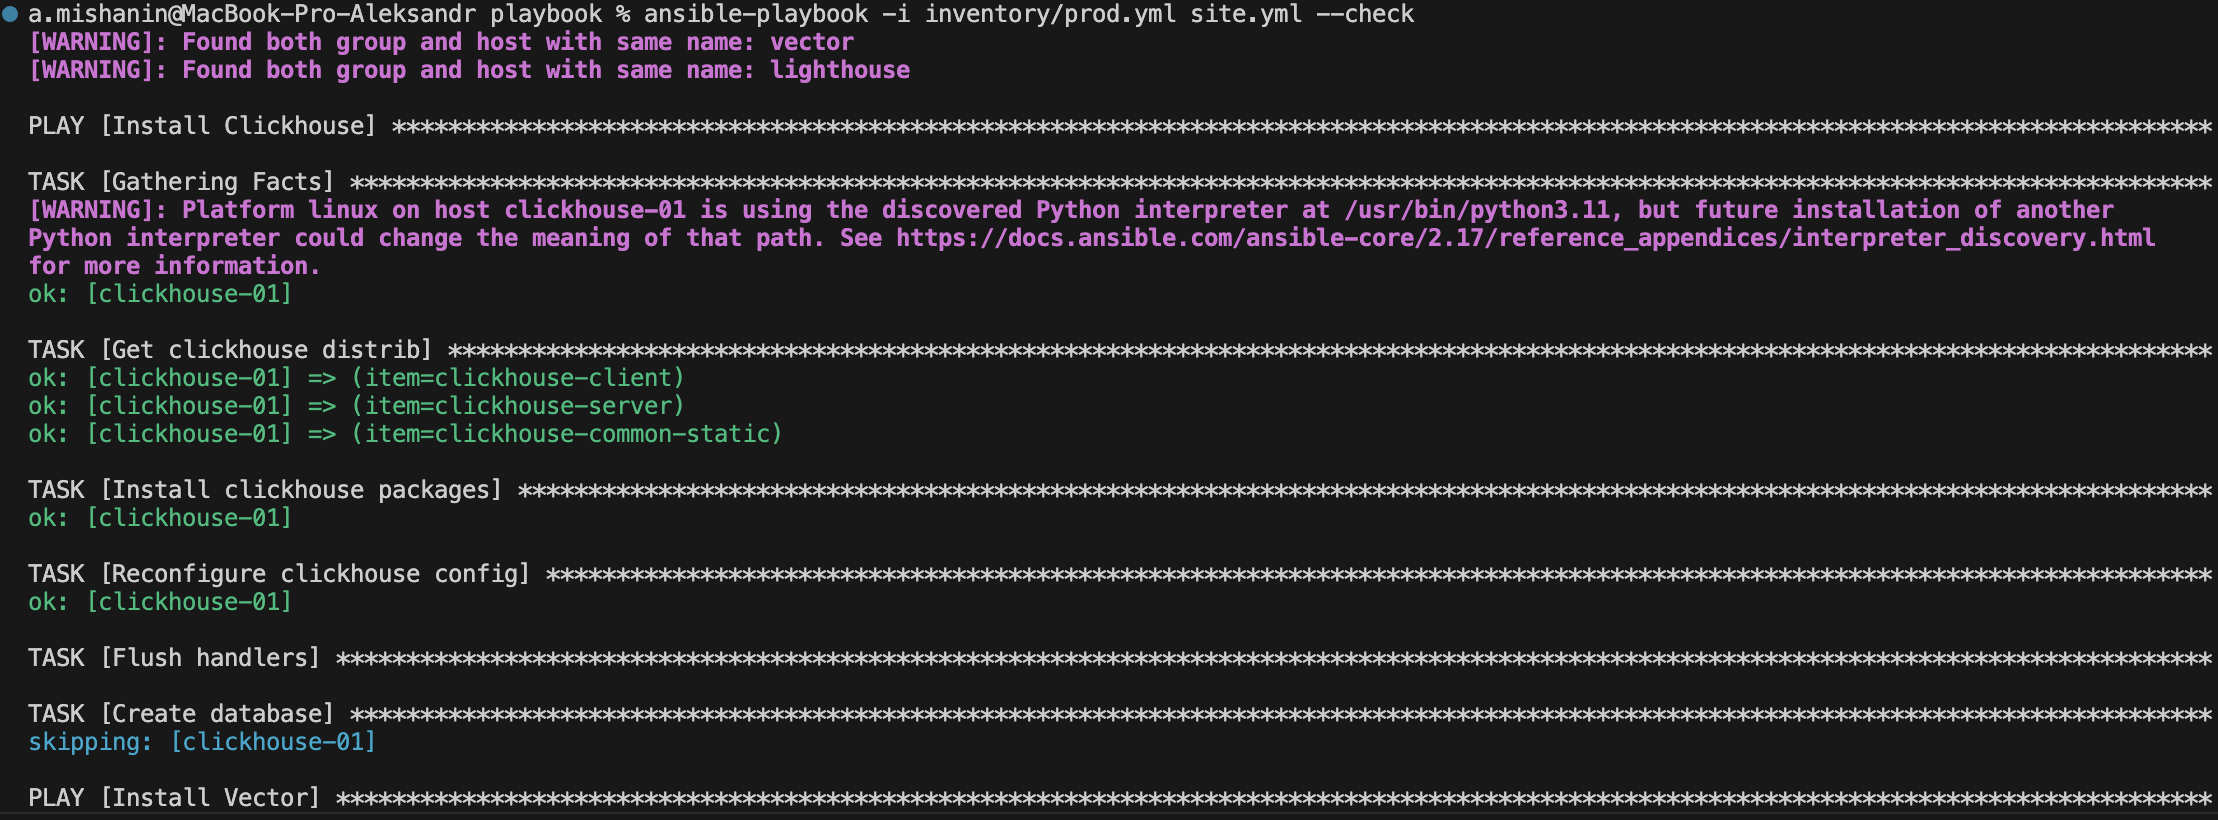 a.mishanin@MacBook-Pro-Aleksandr playbook % ansible-playbook -i inventory/prod.yml site.yml --check
[WARNING]: Found both group and host with same name: vector
[WARNING]: Found both group and host with same name: lighthouse
PLAY [Install Clickhouse] **********************************************************************************************************************************
TASK [Gathering Facts] *************************************************************************************************************************************
[WARNING]: Platform linux on host clickhouse-01 is using the discovered Python interpreter at /usr/bin/python3.11, but future installation of another
Python interpreter could change the meaning of that path. See https://docs.ansible.com/ansible-core/2.17/reference_appendices/interpreter_discovery.html
for more information.
ok: [clickhouse-01]
TASK [Get clickhouse distrib] ******************************************************************************************************************************
ok: [clickhouse-01] => (item=clickhouse-client)
ok: [clickhouse-01] => (item=clickhouse-server)
ok: [clickhouse-01] => (item=clickhouse-common-static)
TASK [Install clickhouse packages] *************************************************************************************************************************
ok: [clickhouse-01]
TASK [Reconfigure clickhouse config] ***********************************************************************************************************************
ok: [clickhouse-01]
TASK [Flush handlers] **************************************************************************************************************************************
TASK [Create database] *************************************************************************************************************************************
skipping: [clickhouse-01]
PLAY [Install Vector] **************************************************************************************************************************************